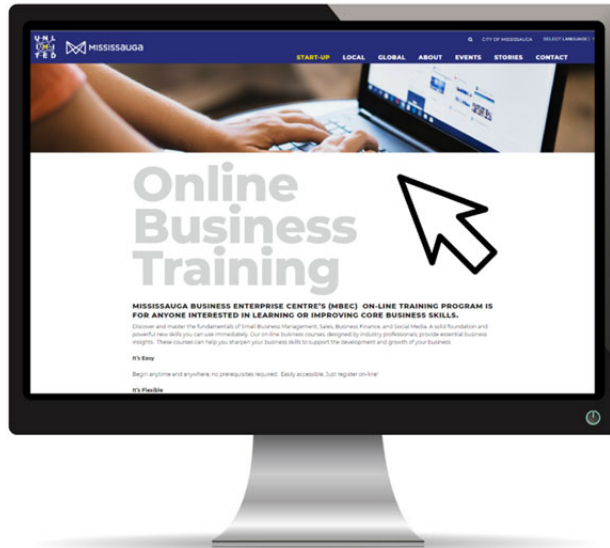 UNL
IMI
TED
MISSISSAUGA
CITY OF MISSISSAUGA SELECT LANGUAGE
START-UP LOCAL GLOBAL ABOUT EVENTS STORIES CONTACT
Online
Business
Training
MISSISSAUGA BUSINESS ENTERPRISE CENTRE'S (MBEC) ON-LINE TRAINING PROGRAM IS
FOR ANYONE INTERESTED IN LEARNING OR IMPROVING CORE BUSINESS SKILLS.
Discover and master the fundamentals of Small Business Management, Sales, Business Finance, and Social Media. A solid foundation and
powerful new skills you can use immediately. Our on-line business courses, designed by industry professionals, provide essential business
insights. These courses can help you sharpen your business skills to support the development and growth of your business.
It's Easy
Begin anytime and anywhere, no prerequisites required. Easily accessible, Just register on-line!
It's Flexible